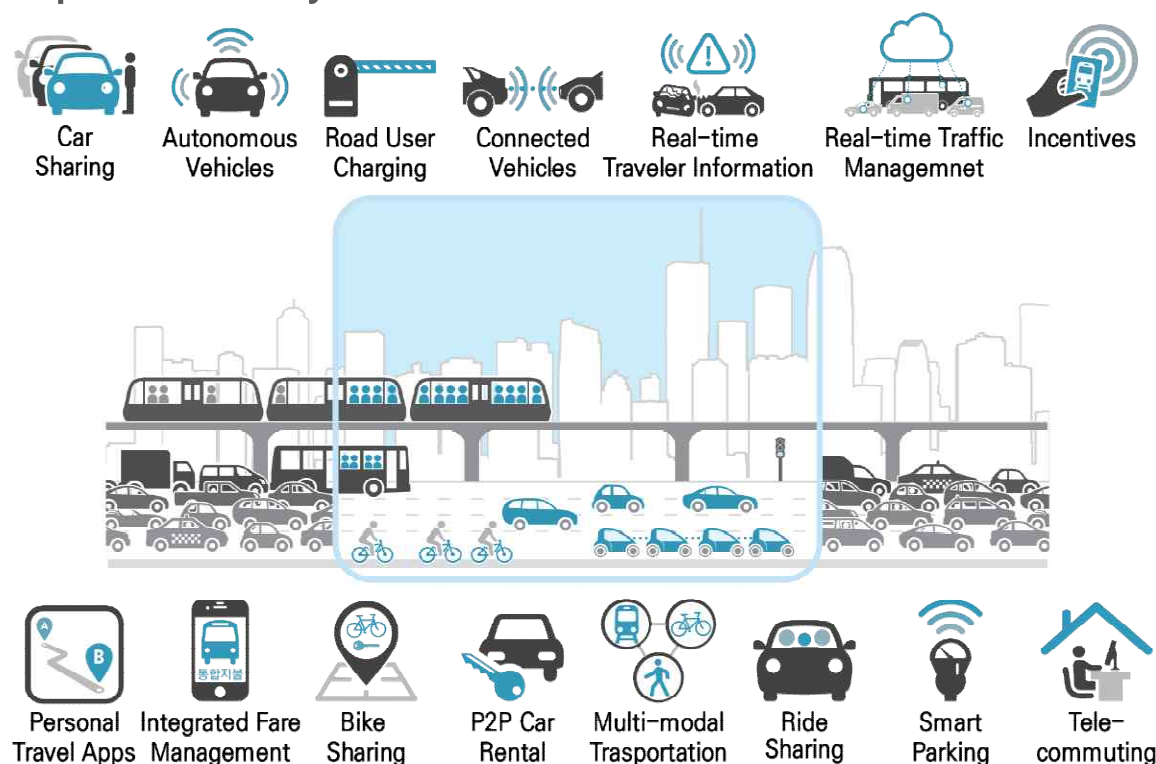 Car
Sharing
Autonomous
Vehicles
Road User
Charging
Connected
Vehicles
Real-time
Traveler Information
Real-time Traffic
Managemnet
Incentives
A
B
통합지불
Personal
Travel Apps
Integrated Fare
Management
Bike
Sharing
P2P Car
Rental
Multi-modal
Trasportation
Ride
Sharing
Smart
Parking
Tele-
commuting